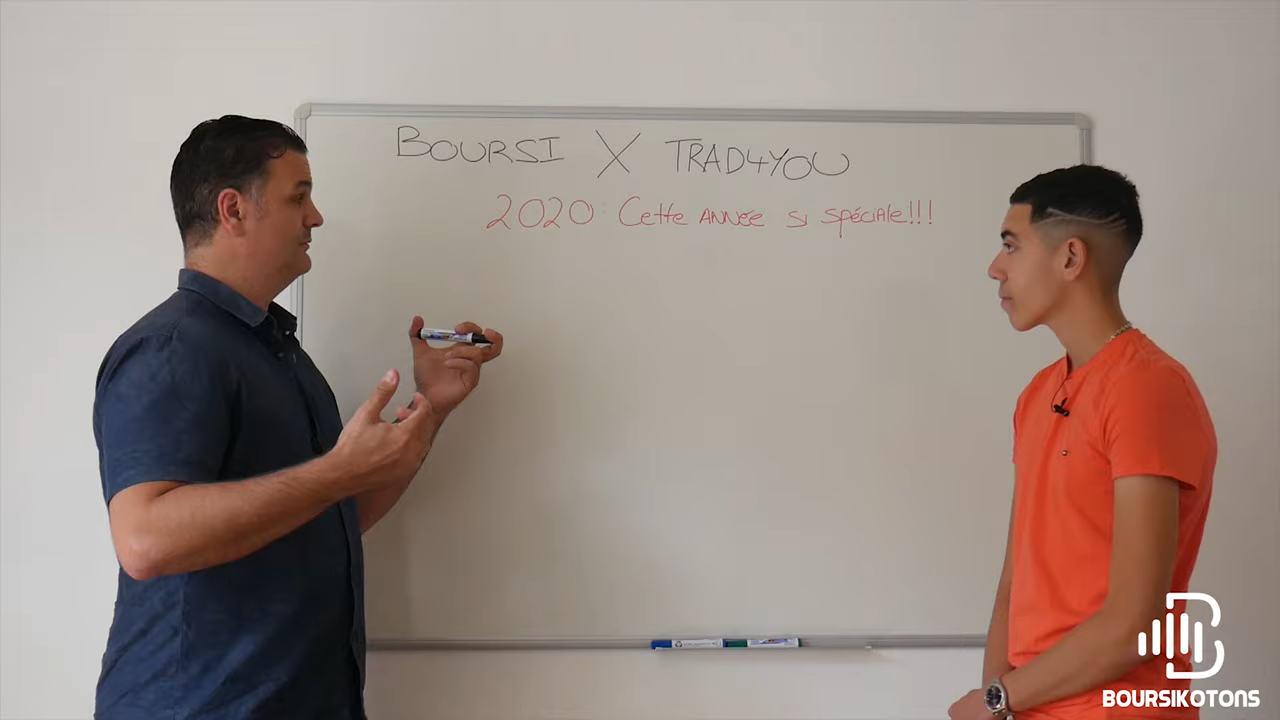 BOURSI X TRAD4YOU
2020: Cette ANNÉE SI SPÉCIALE!!!
BOURSIKOTONS